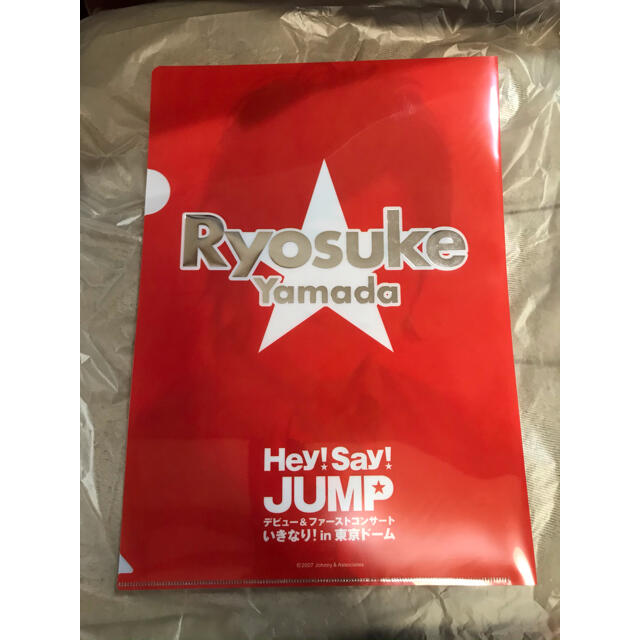 Ryosuke
Yamada
Hey!Say!
JUMP
デビュー&ファーストコンサート
いきなり! in 東京ドーム
©2007 Johnny & Associates